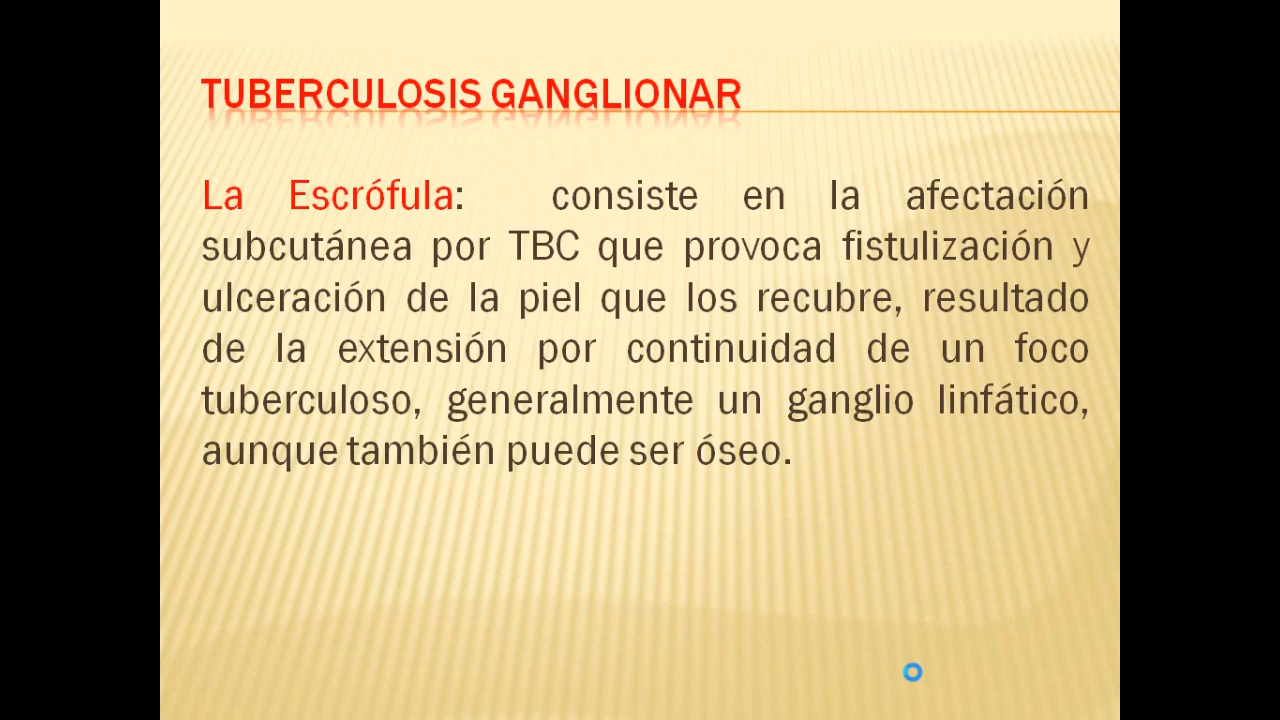 TUBERCULOSIS GANGLIONAR
La Escrófula: consiste en la afectación
subcutánea por TBC que provoca fistulización y
ulceración de la piel que los recubre, resultado
de la extensión por continuidad de un foco
tuberculoso, generalmente un ganglio linfático,
aunque también puede ser óseo.